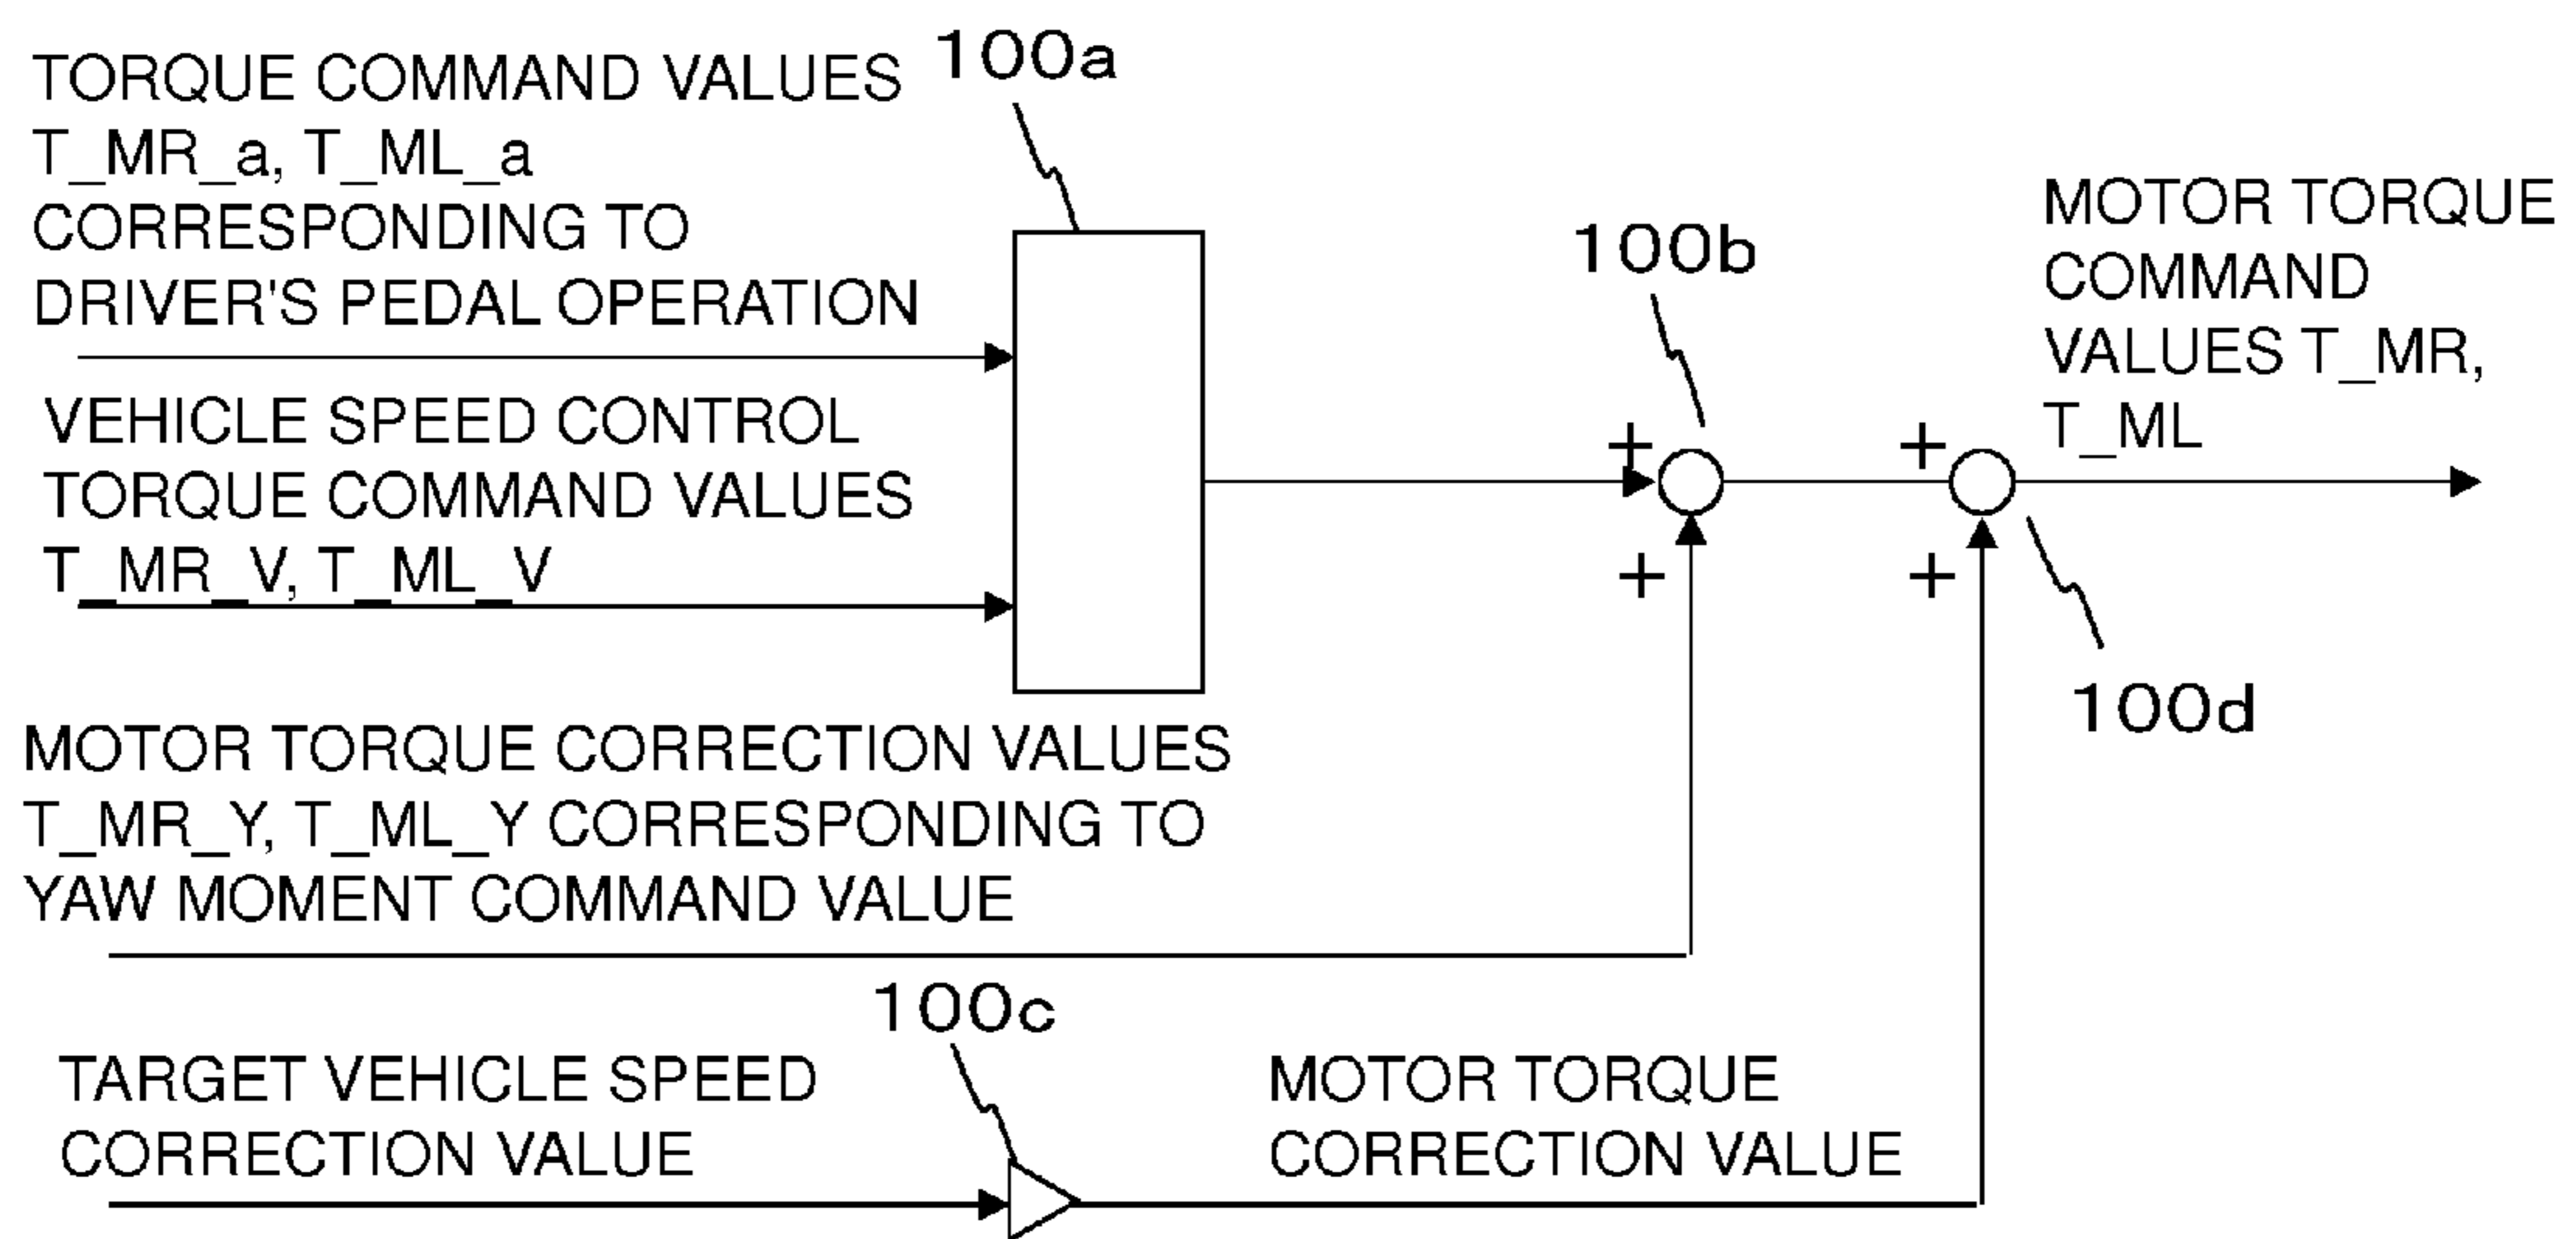 TORQUE COMMAND VALUES
T_MR_a, T_ML_a
CORRESPONDING TO
DRIVER'S PEDAL OPERATION
100a
VEHICLE SPEED CONTROL
TORQUE COMMAND VALUES
T_MR_V, T_ML_V
100b
+
+
+
+
MOTOR TORQUE
COMMAND
VALUES T_MR,
T_ML
100d
MOTOR TORQUE CORRECTION VALUES
T_MR_Y, T_ML_Y CORRESPONDING TO
YAW MOMENT COMMAND VALUE
100c
TARGET VEHICLE SPEED
CORRECTION VALUE
MOTOR TORQUE
CORRECTION VALUE